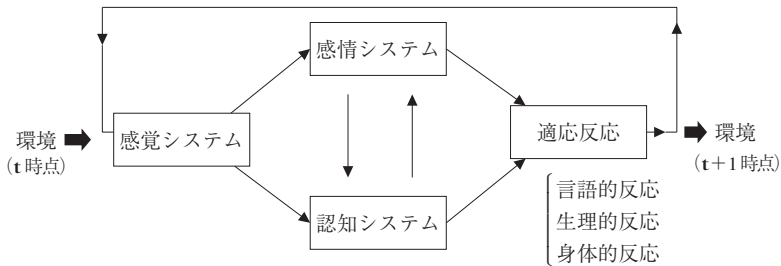 感情システム
環境
(t 時点)
感覚システム
適応反応
環境
(t+1 時点)
認知システム
言語的反応
生理的反応
身体的反応